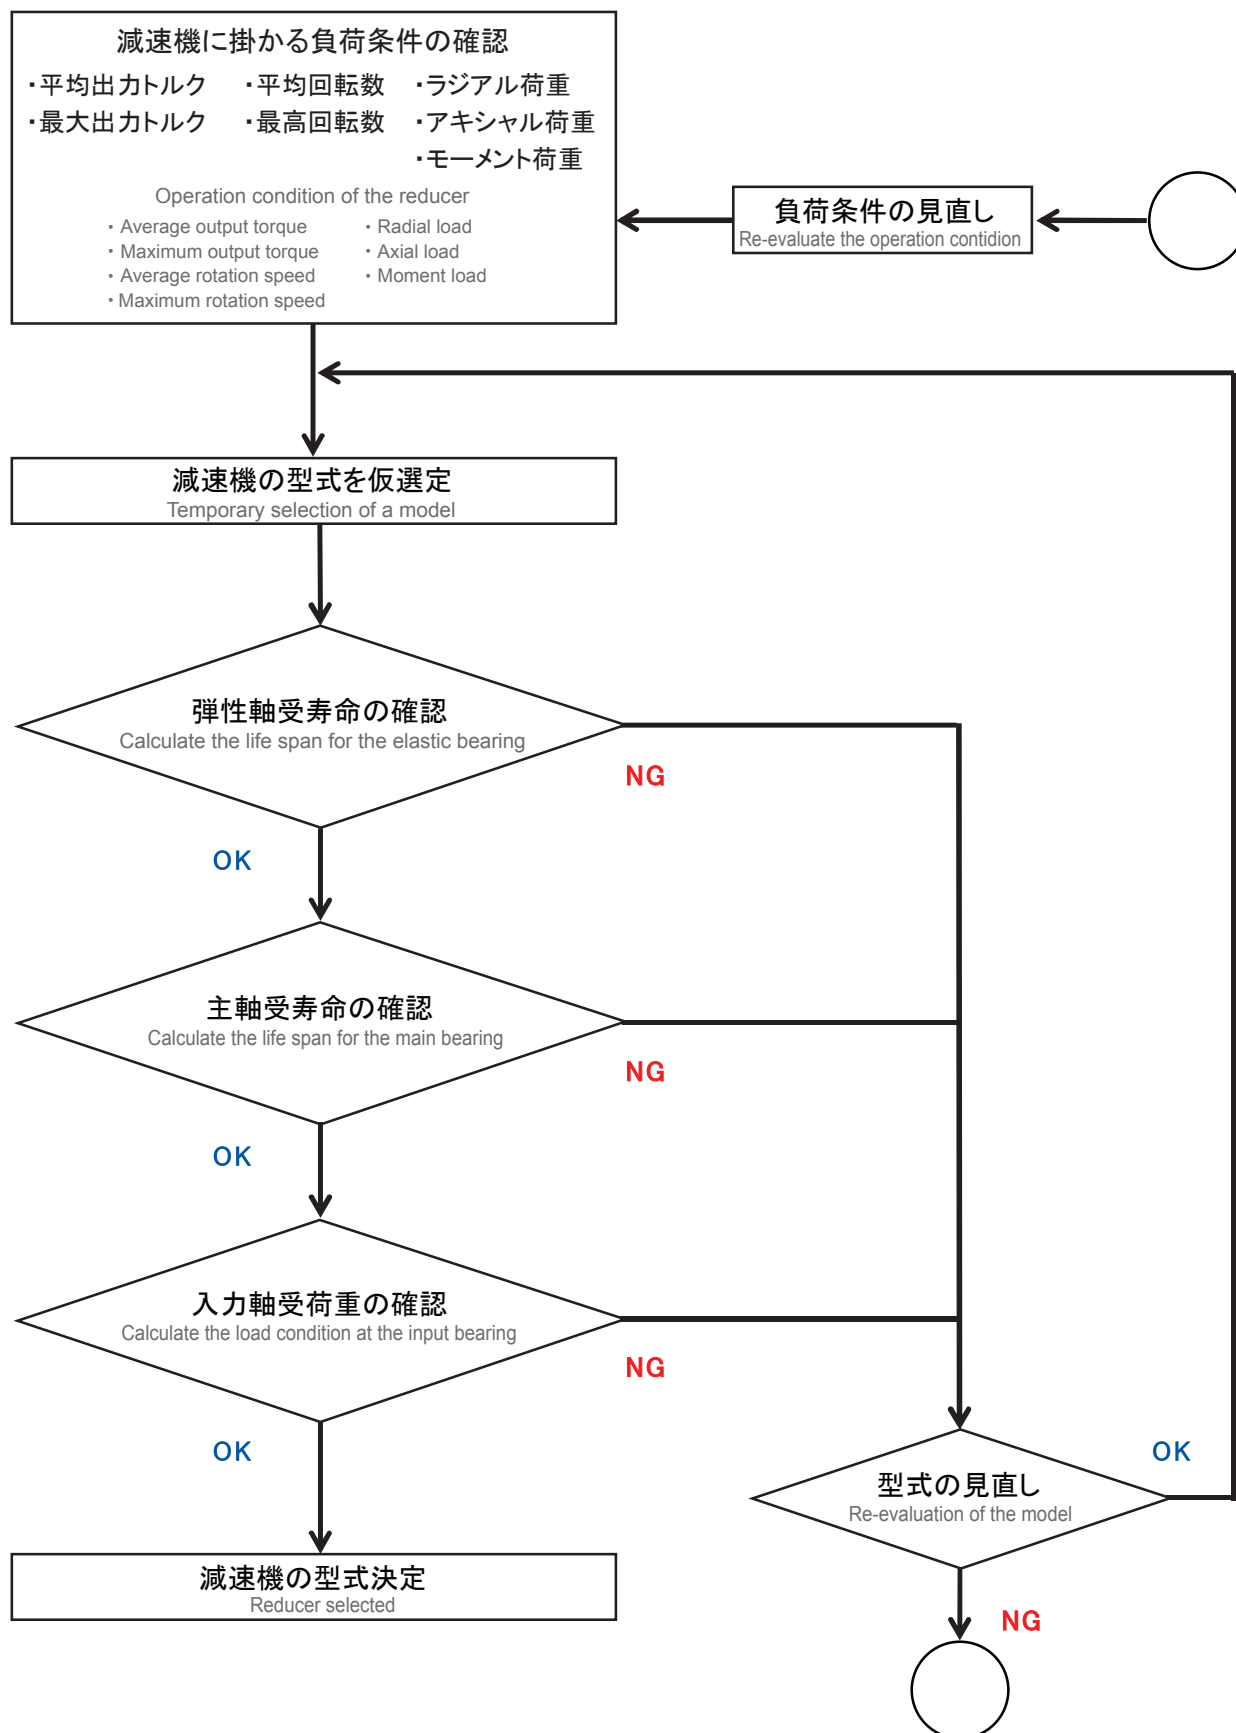 減速機に掛かる負荷条件の確認
・平均出力トルク ・平均回転数 ・ラジアル荷重
・最大出力トルク ・最高回転数 ・アキシャル荷重
・モーメント荷重
Operation condition of the reducer
・Average output torque ・Radial load
・Maximum output torque ・Axial load
・Average rotation speed ・Moment load
・Maximum rotation speed
負荷条件の見直し
Re-evaluate the operation contidion
減速機の型式を仮選定
Temporary selection of a model
弾性軸受寿命の確認
Calculate the life span for the elastic bearing
NG
OK
主軸受寿命の確認
Calculate the life span for the main bearing
NG
OK
入力軸受荷重の確認
Calculate the load condition at the input bearing
NG
OK
型式の見直し
Re-evaluation of the model
OK
NG
減速機の型式決定
Reducer selected